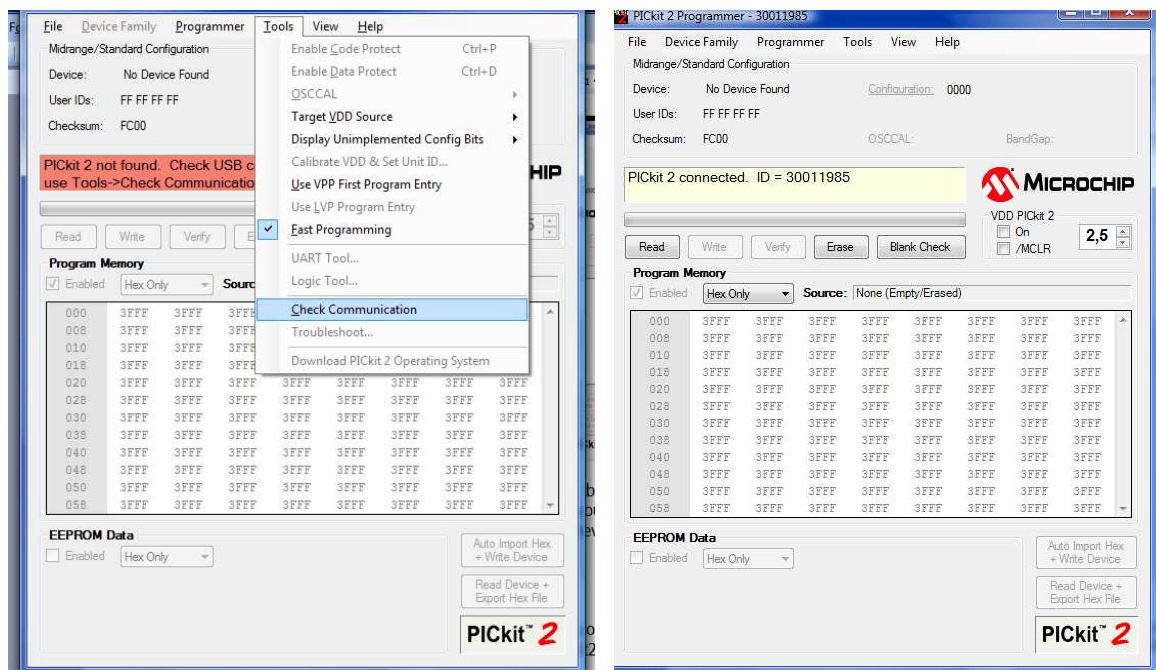 File Device Family Programmer Tools View Help
Midrange/Standard Configuration
Device: No Device Found
User IDs: FF FF FF FF
Checksum: FC00
Enable Code Protect Ctrl+P
Enable Data Protect Ctrl+D
OSCCAL
Target VDD Source
Display Unimplemented Config Bits
Calibrate VDD & Set Unit ID...
Use VPP First Program Entry
Use LVP Program Entry
Fast Programming
UART Tool...
Logic Tool...
Check Communication
Troubleshoot...
Download PICkit 2 Operating System
PICkit 2 not found. Check USB c
use Tools->Check Communicatio
HIP
Read Write Verify E
Program Memory
Enabled Hex Only Sourc
000 3FFF 3FFF 3FFF
008 3FFF 3FFF 3FFF
010 3FFF 3FFF 3FFF
018 3FFF 3FFF 3FFF
020 3FFF 3FFF 3FFF 3FFF 3FFF 3FFF 3FFF 3FFF
028 3FFF 3FFF 3FFF 3FFF 3FFF 3FFF 3FFF 3FFF
030 3FFF 3FFF 3FFF 3FFF 3FFF 3FFF 3FFF 3FFF
038 3FFF 3FFF 3FFF 3FFF 3FFF 3FFF 3FFF 3FFF
040 3FFF 3FFF 3FFF 3FFF 3FFF 3FFF 3FFF 3FFF
048 3FFF 3FFF 3FFF 3FFF 3FFF 3FFF 3FFF 3FFF
050 3FFF 3FFF 3FFF 3FFF 3FFF 3FFF 3FFF 3FFF
058 3FFF 3FFF 3FFF 3FFF 3FFF 3FFF 3FFF 3FFF
EEPROM Data
Enabled Hex Only
Auto Import Hex
+ Write Device
Read Device +
Export Hex File
PICkit™ 2
PICkit 2 Programmer - 30011985
File Device Family Programmer Tools View Help
Midrange/Standard Configuration
Device: No Device Found Configuration: 0000
User IDs: FF FF FF FF
Checksum: FC00 OSCCAL: BandGap:
PICkit 2 connected. ID = 30011985
MICROCHIP
VDD PICkit 2
On
/MCLR
2,5
Read Write Verify Erase Blank Check
Program Memory
Enabled Hex Only Source: None (Empty/Erased)
000 3FFF 3FFF 3FFF 3FFF 3FFF 3FFF 3FFF 3FFF
008 3FFF 3FFF 3FFF 3FFF 3FFF 3FFF 3FFF 3FFF
010 3FFF 3FFF 3FFF 3FFF 3FFF 3FFF 3FFF 3FFF
018 3FFF 3FFF 3FFF 3FFF 3FFF 3FFF 3FFF 3FFF
020 3FFF 3FFF 3FFF 3FFF 3FFF 3FFF 3FFF 3FFF
028 3FFF 3FFF 3FFF 3FFF 3FFF 3FFF 3FFF 3FFF
030 3FFF 3FFF 3FFF 3FFF 3FFF 3FFF 3FFF 3FFF
038 3FFF 3FFF 3FFF 3FFF 3FFF 3FFF 3FFF 3FFF
040 3FFF 3FFF 3FFF 3FFF 3FFF 3FFF 3FFF 3FFF
048 3FFF 3FFF 3FFF 3FFF 3FFF 3FFF 3FFF 3FFF
050 3FFF 3FFF 3FFF 3FFF 3FFF 3FFF 3FFF 3FFF
058 3FFF 3FFF 3FFF 3FFF 3FFF 3FFF 3FFF 3FFF
EEPROM Data
Enabled Hex Only
Auto Import Hex
+ Write Device
Read Device +
Export Hex File
PICkit™ 2